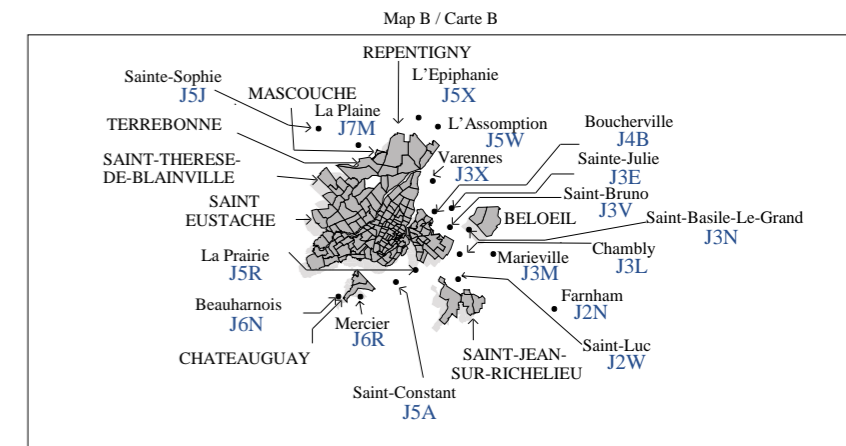 Map B / Carte B
REPENTIGNY
L'Epiphanie
J5X
Sainte-Sophie
J5J
MASCOUCHE
La Plaine
J7M
TERREBONNE
L'Assomption
J5W
Boucherville
J4B
SAINT-THERESE-
DE-BLAINVILLE
Varennes
J3X
Sainte-Julie
J3E
Saint-Bruno
J3V
SAINT
EUSTACHE
BELOEIL
Saint-Basile-Le-Grand
J3N
La Prairie
J5R
Marieville
J3M
Chambly
J3L
Beauharnois
J6N
Mercier
J6R
Farnham
J2N
CHATEAUGUAY
SAINT-JEAN-
SUR-RICHELIEU
Saint-Luc
J2W
Saint-Constant
J5A